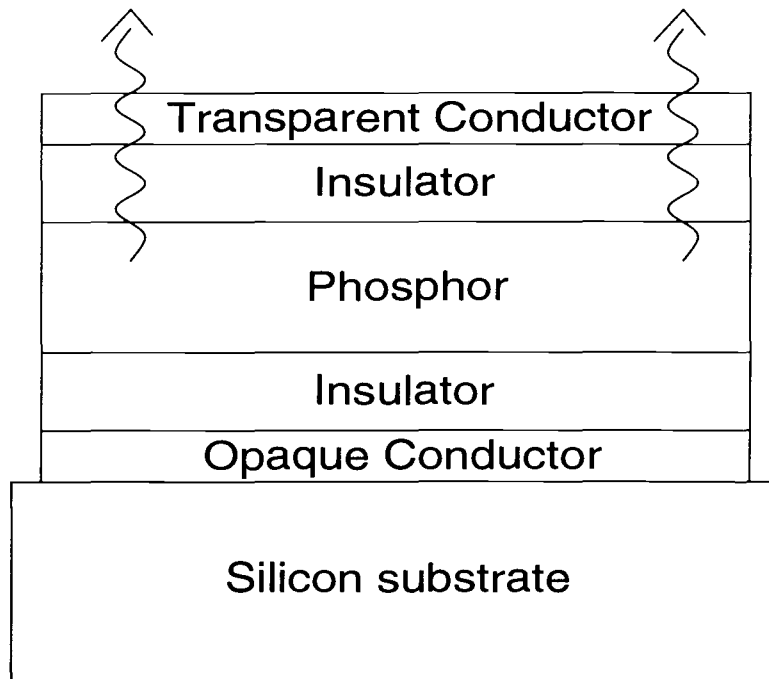 Transparent Conductor
Insulator
Phosphor
Insulator
Opaque Conductor
Silicon substrate